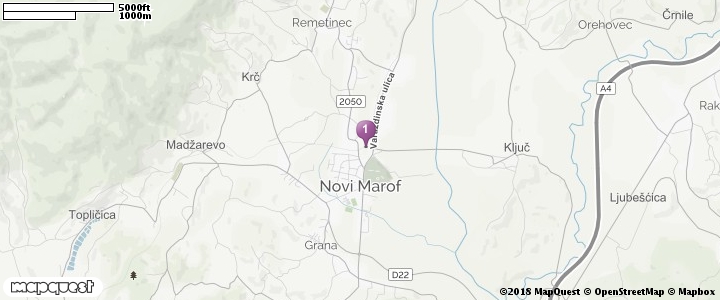 5000ft
1000m
Remetinec
Orehovec
Črnile
Krč
2050
A4
Varaždinska ulica
Rak
1
Madžarevo
Ključ
Novi Marof
Ljubešćica
Topličica
Grana
D22
mapquest
©2018 MapQuest © OpenStreetMap © Mapbox